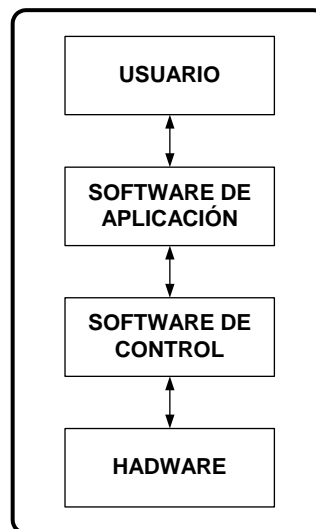 USUARIO
SOFTWARE DE
APLICACIÓN
SOFTWARE DE
CONTROL
HADWARE